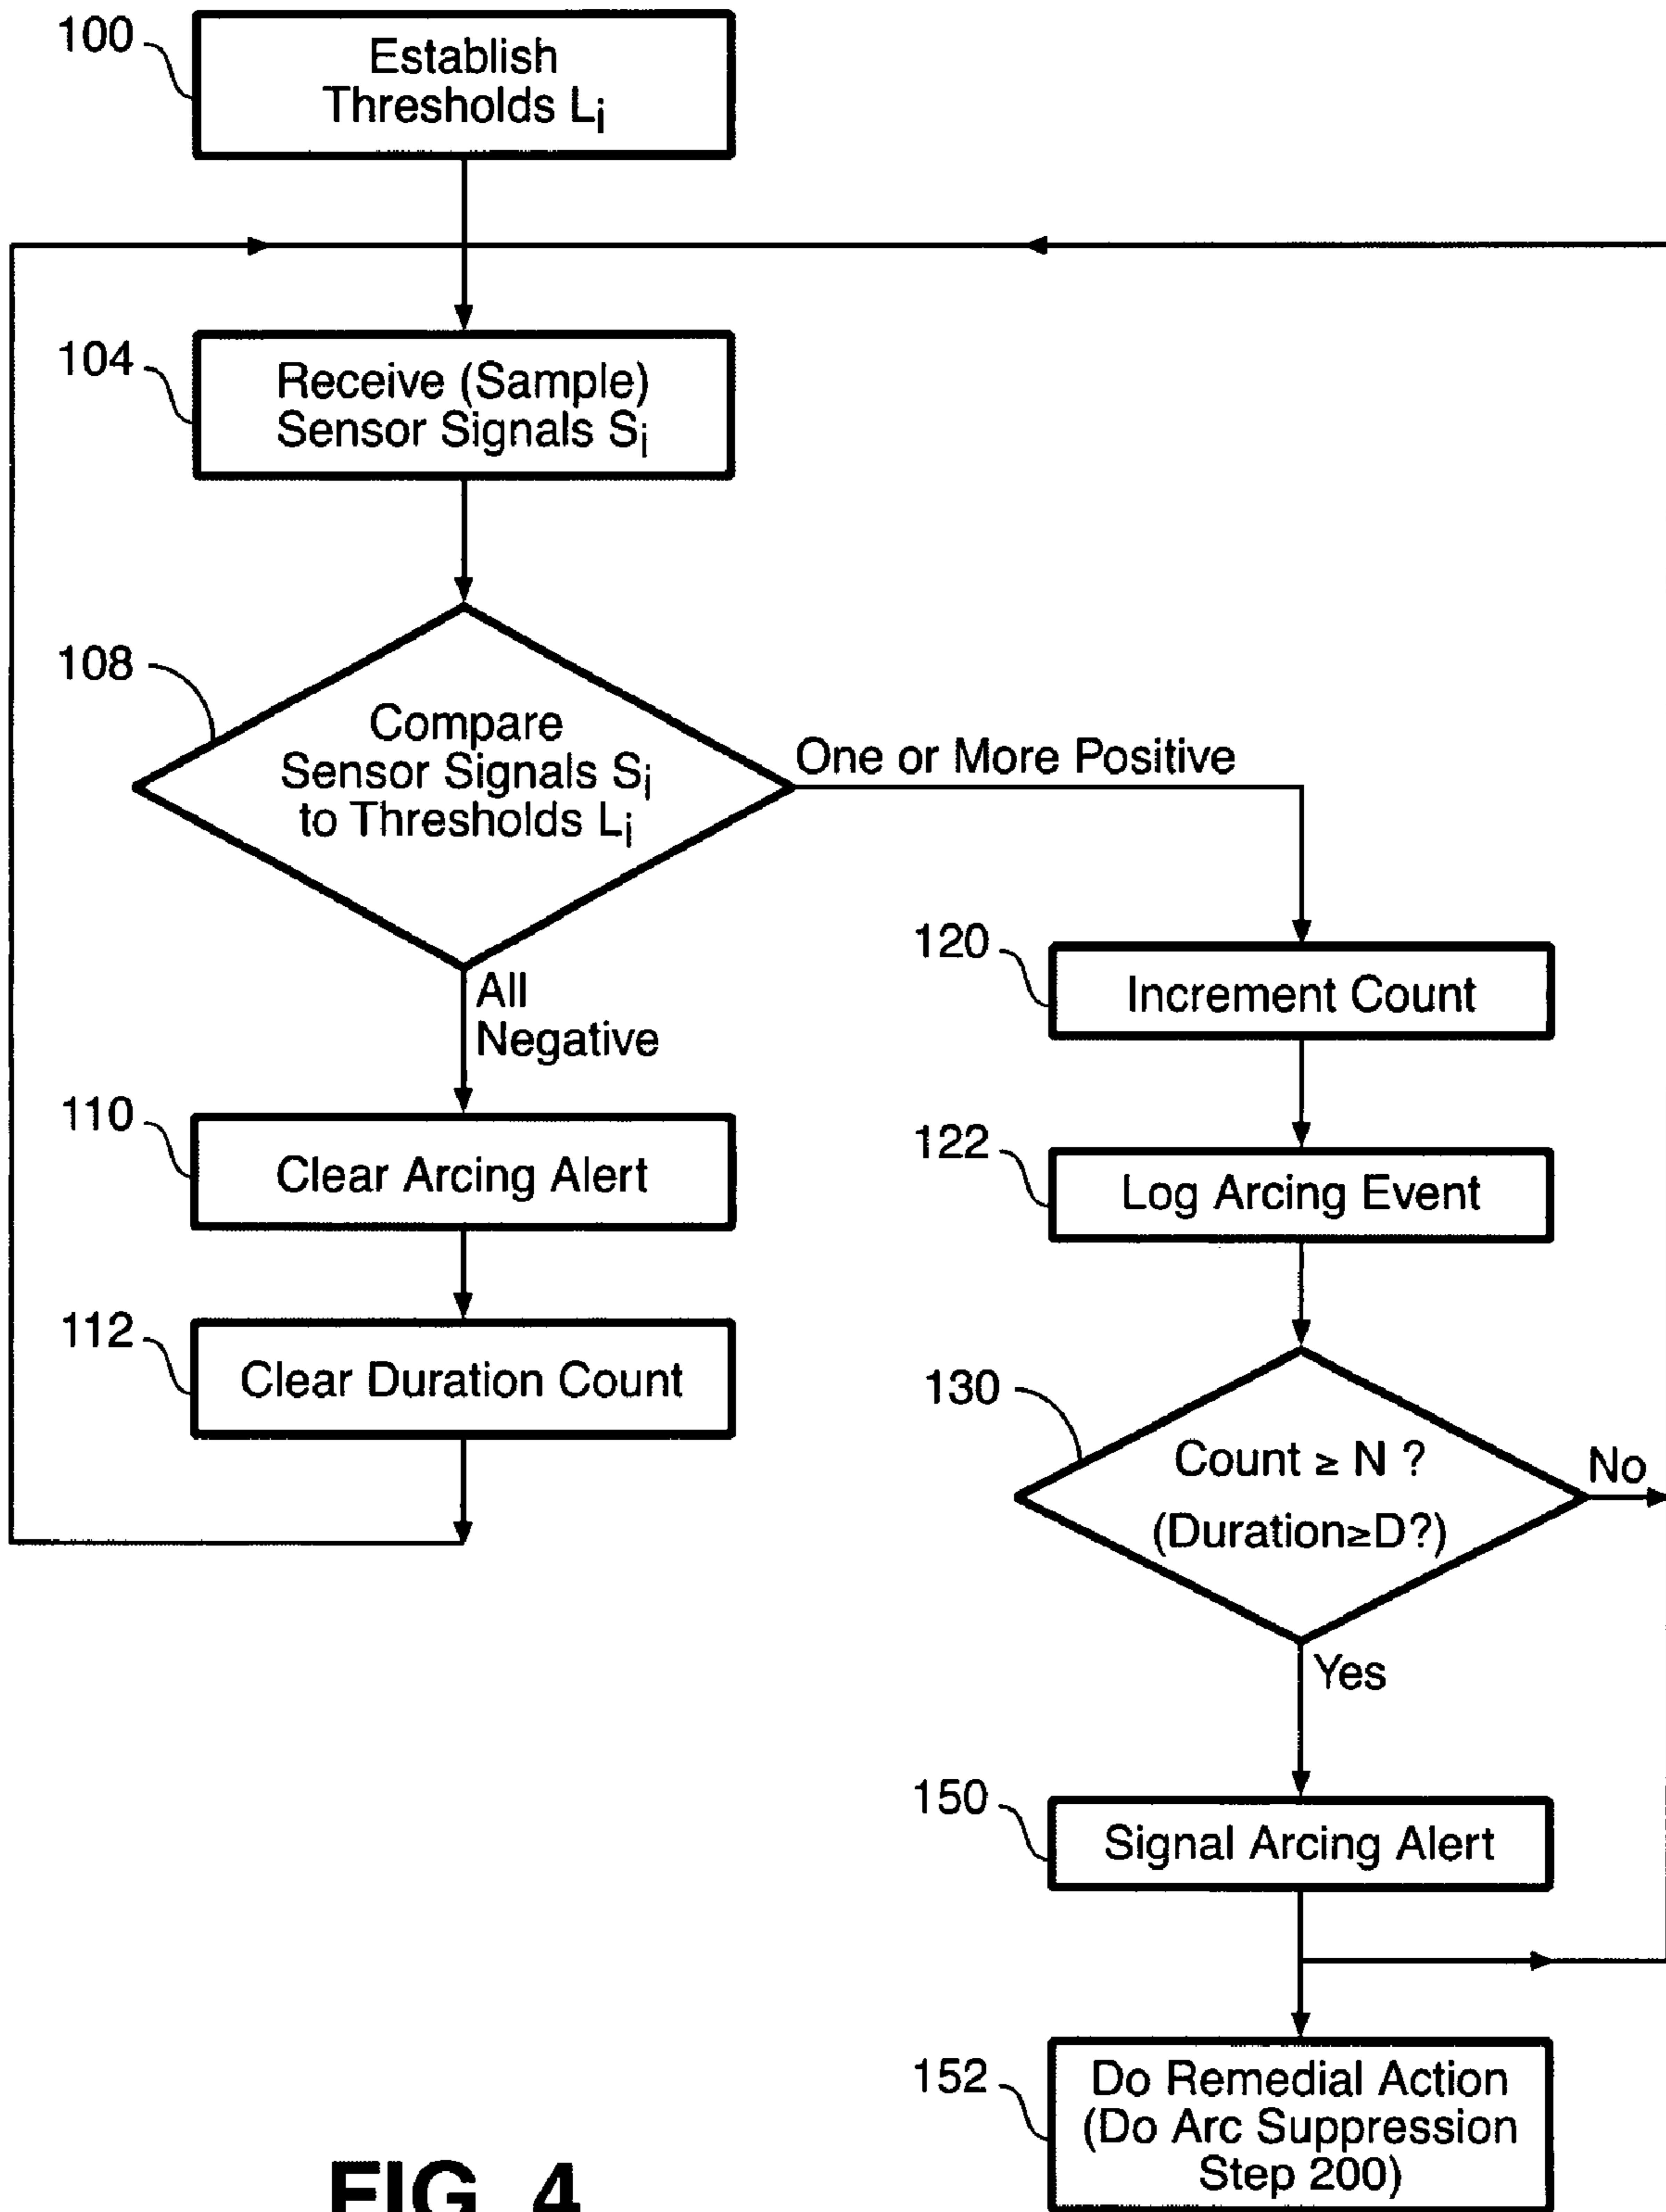 100
Establish
Thresholds Li
104
Receive (Sample)
Sensor Signals Si
108
Compare
Sensor Signals Si
to Thresholds Li
One or More Positive
All
Negative
110
Clear Arcing Alert
112
Clear Duration Count
120
Increment Count
122
Log Arcing Event
130
Count ≥ N ?
(Duration≥D?)
No
Yes
150
Signal Arcing Alert
152
Do Remedial Action
(Do Arc Suppression
Step 200)
FIG. 4